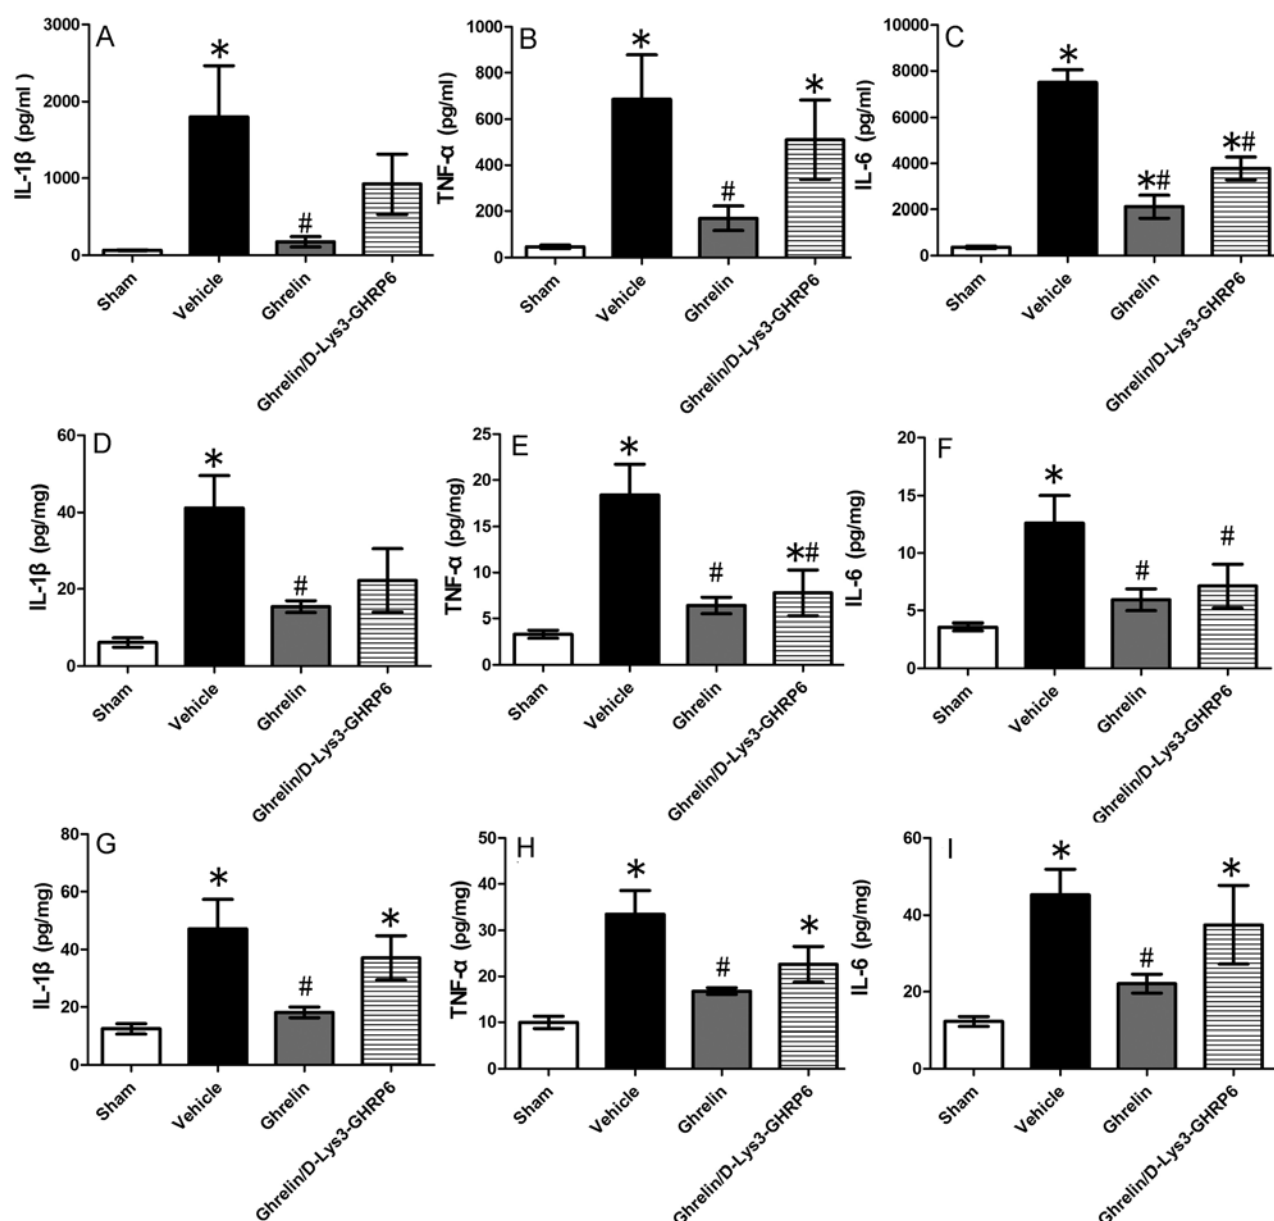 A
IL-1β (pg/ml )
3000
2000
1000
0
*
#
Sham
Vehicle
Ghrelin
Ghrelin/D-Lys3-GHRP6
B
TNF-α (pg/ml)
1000
800
600
400
200
0
*
#
*
Sham
Vehicle
Ghrelin
Ghrelin/D-Lys3-GHRP6
C
IL-6 (pg/ml)
10000
8000
6000
4000
2000
0
*
*#
*#
Sham
Vehicle
Ghrelin
Ghrelin/D-Lys3-GHRP6
D
IL-1β (pg/mg)
60
40
20
0
*
#
Sham
Vehicle
Ghrelin
Ghrelin/D-Lys3-GHRP6
E
TNF-α (pg/mg)
25
20
15
10
5
0
*
#
*#
Sham
Vehicle
Ghrelin
Ghrelin/D-Lys3-GHRP6
F
IL-6 (pg/mg)
20
15
10
5
0
*
#
#
Sham
Vehicle
Ghrelin
Ghrelin/D-Lys3-GHRP6
G
IL-1β (pg/mg)
80
60
40
20
0
*
#
*
Sham
Vehicle
Ghrelin
Ghrelin/D-Lys3-GHRP6
H
TNF-α (pg/mg)
50
40
30
20
10
0
*
#
*
Sham
Vehicle
Ghrelin
Ghrelin/D-Lys3-GHRP6
I
IL-6 (pg/mg)
60
40
20
0
*
#
*
Sham
Vehicle
Ghrelin
Ghrelin/D-Lys3-GHRP6